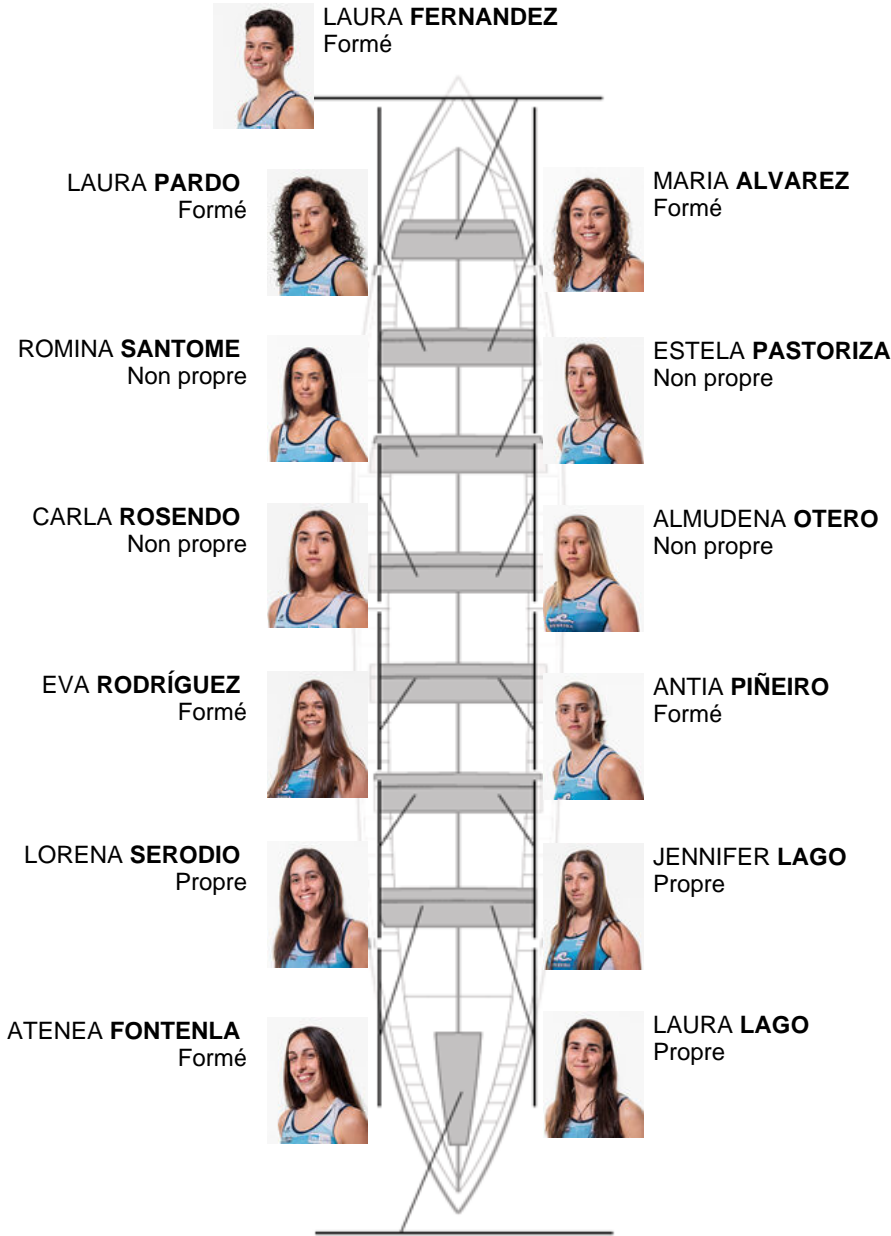 LAURA FERNANDEZ
Formé
LAURA PARDO
Formé
MARIA ALVAREZ
Formé
ROMINA SANTOME
Non propre
ESTELA PASTORIZA
Non propre
CARLA ROSENDO
Non propre
ALMUDENA OTERO
Non propre
EVA RODRÍGUEZ
Formé
ANTIA PIÑEIRO
Formé
LORENA SERODIO
Propre
JENNIFER LAGO
Propre
ATENEA FONTENLA
Formé
LAURA LAGO
Propre